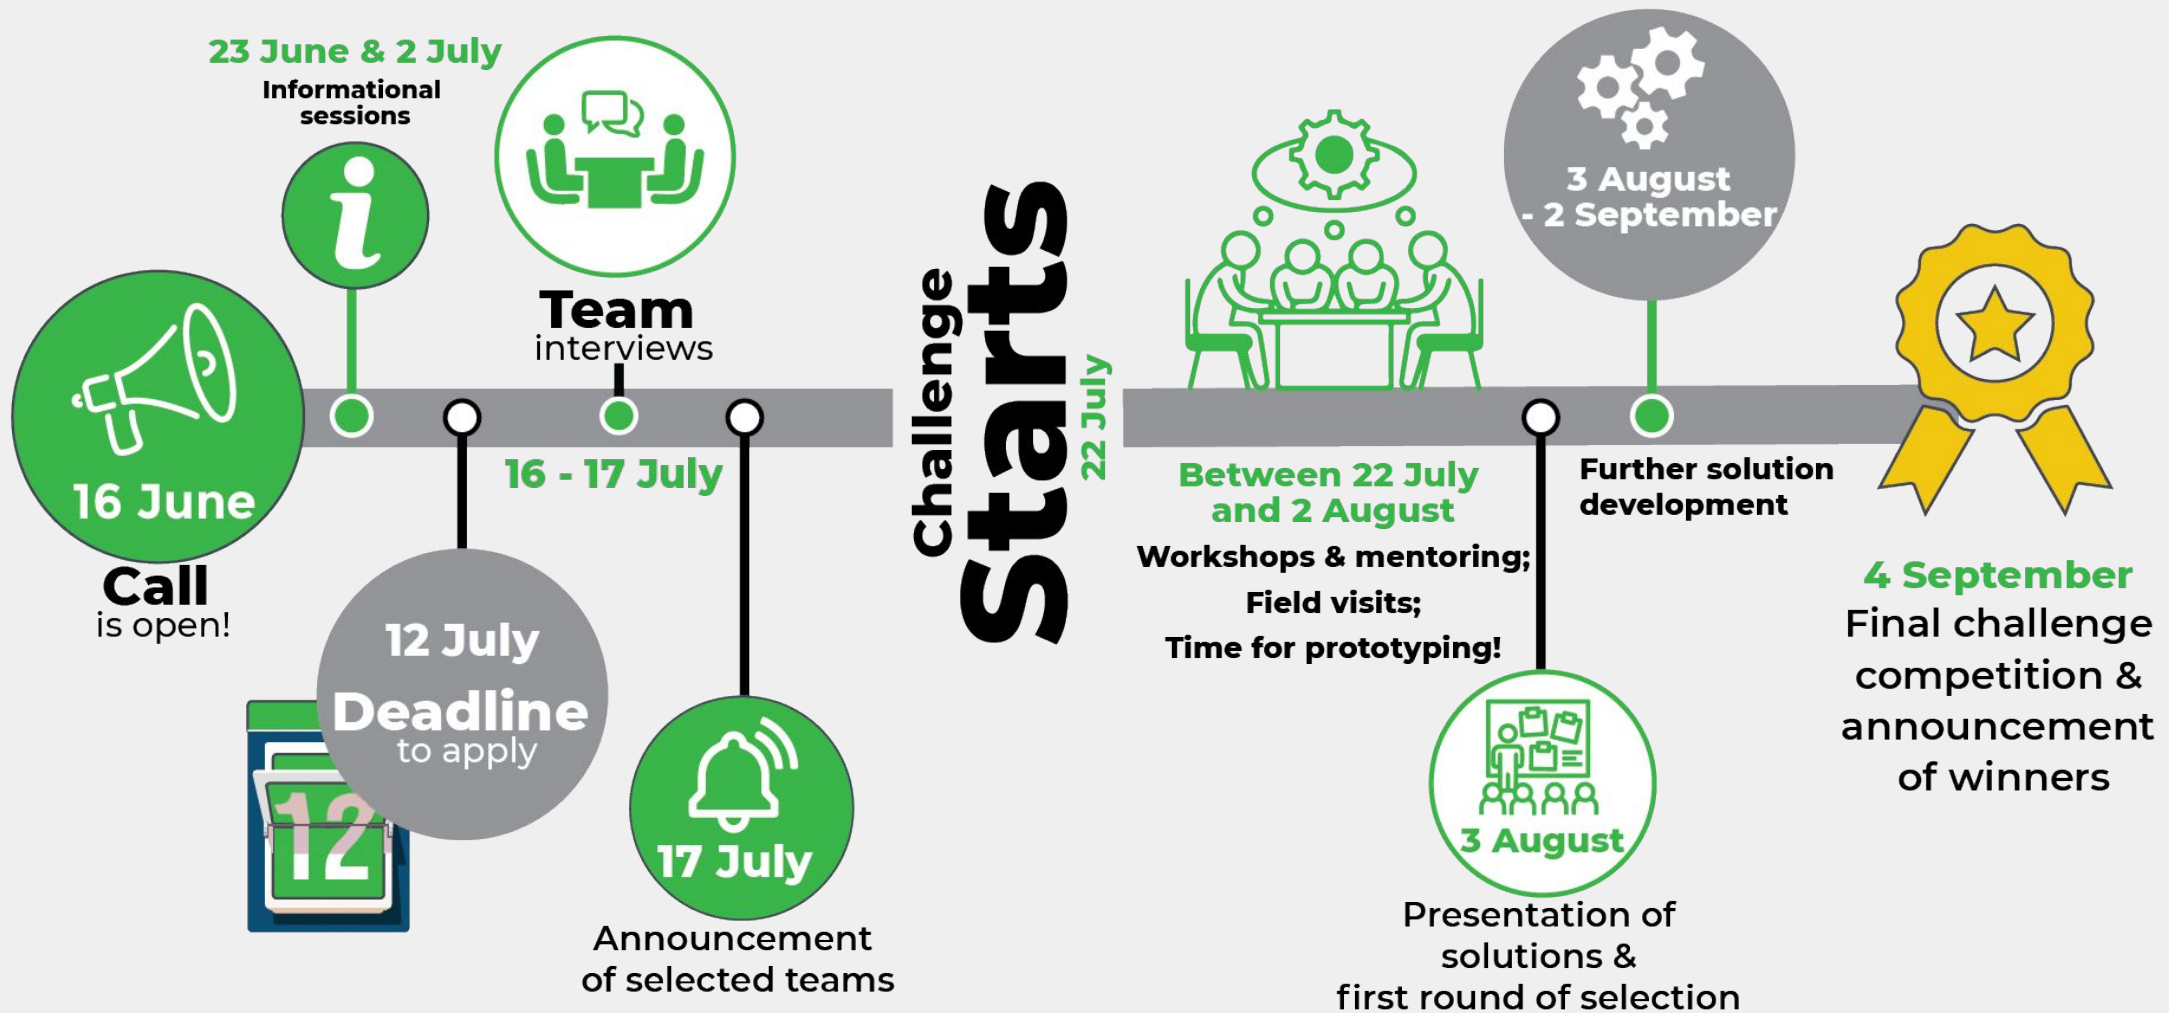 16 June
Call
is open!
23 June & 2 July
Informational
sessions
12 July
Deadline
to apply
12
Team
interviews
16 - 17 July
17 July
Announcement
of selected teams
Challenge
Starts
22 July
Between 22 July
and 2 August
Workshops & mentoring;
Field visits;
Time for prototyping!
3 August
Presentation of
solutions &
first round of selection
3 August
- 2 September
Further solution
development
4 September
Final challenge
competition &
announcement
of winners